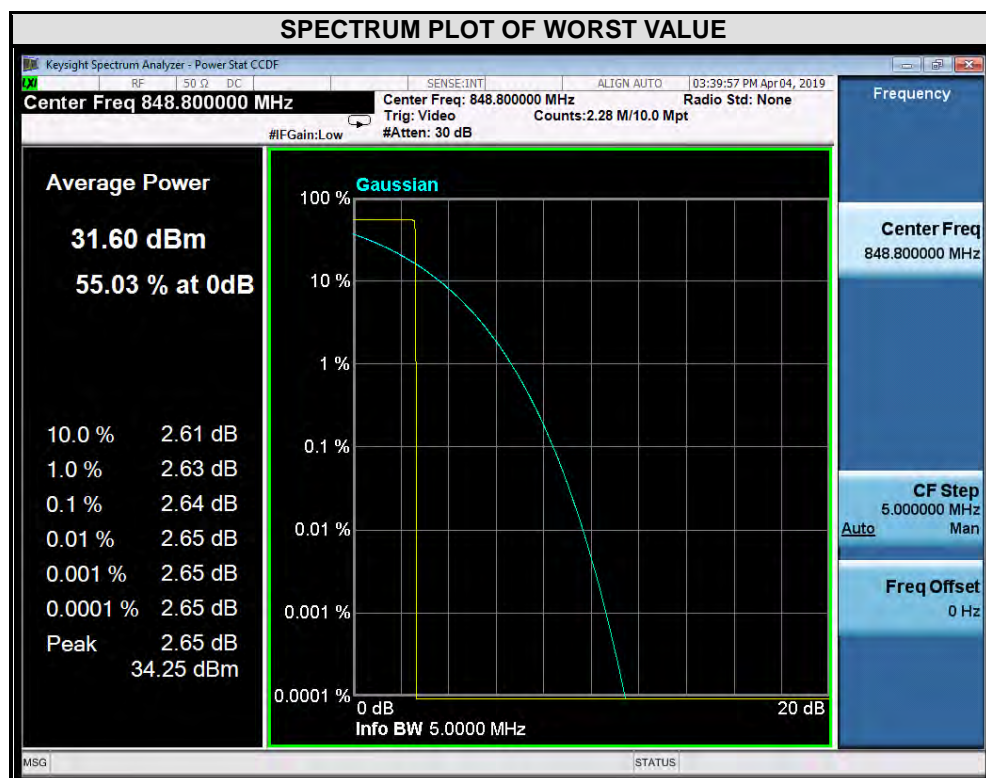 SPECTRUM PLOT OF WORST VALUE
Keysight Spectrum Analyzer - Power Stat CCDF
LXI RF 50 Ω DC SENSE:INT ALIGN AUTO 03:39:57 PM Apr 04, 2019
Center Freq 848.800000 MHz
Center Freq: 848.800000 MHz Radio Std: None
Trig: Video Counts:2.28 M/10.0 Mpt
#IFGain:Low #Atten: 30 dB
Frequency
Average Power
31.60 dBm
55.03 % at 0dB
10.0 % 2.61 dB
1.0 % 2.63 dB
0.1 % 2.64 dB
0.01 % 2.65 dB
0.001 % 2.65 dB
0.0001 % 2.65 dB
Peak 2.65 dB
34.25 dBm
Gaussian
100 %
10 %
1 %
0.1 %
0.01 %
0.001 %
0.0001 %
0 dB 20 dB
Info BW 5.0000 MHz
Center Freq
848.800000 MHz
CF Step
5.000000 MHz
Auto Man
Freq Offset
0 Hz
MSG STATUS